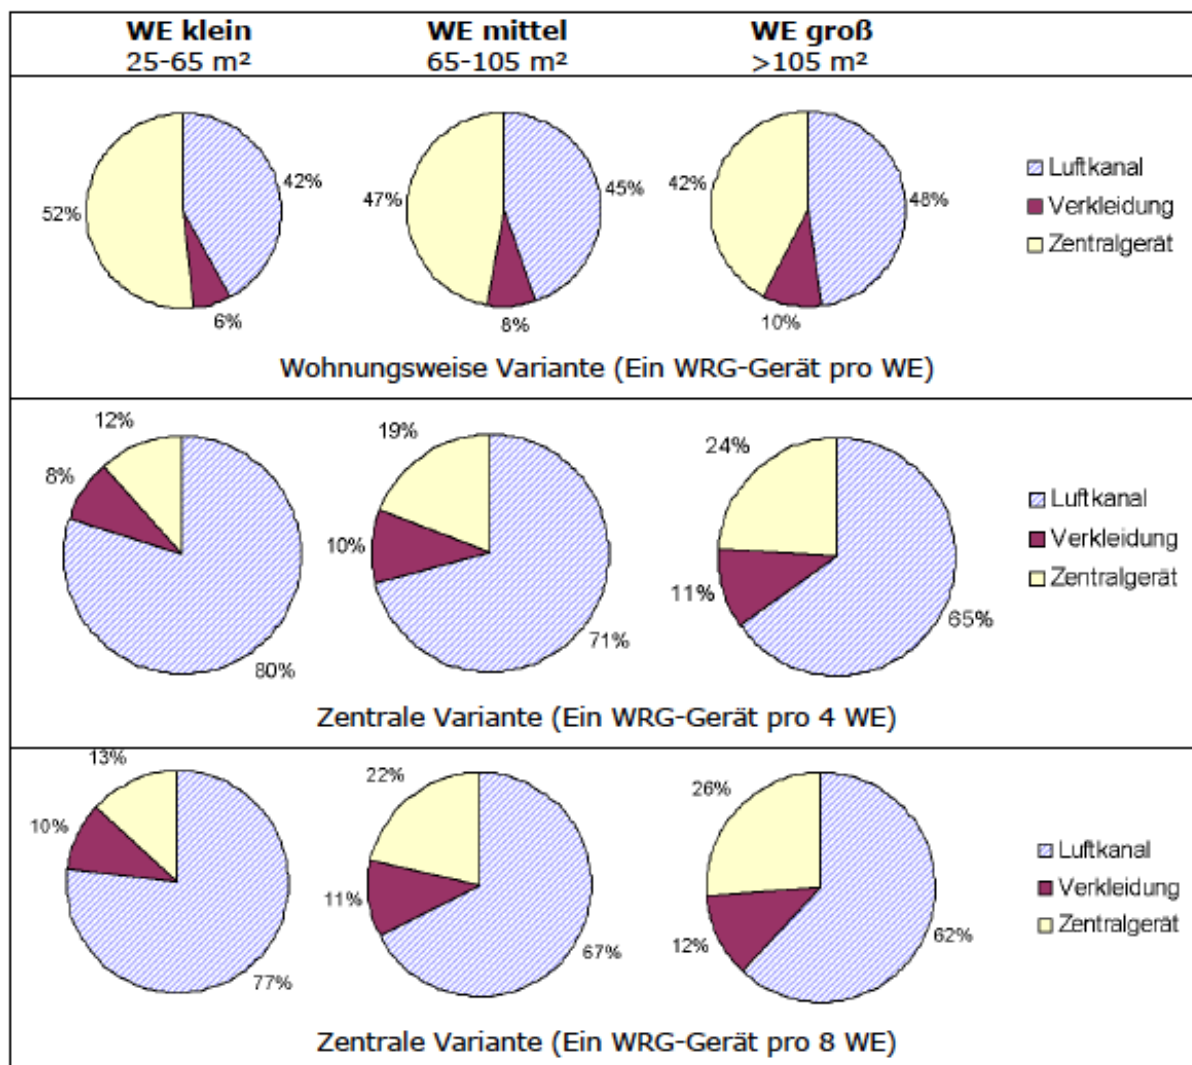 WE klein
25-65 m²
WE mittel
65-105 m²
WE groß
>105 m²
42%
52%
6%
45%
47%
8%
48%
42%
10%
Luftkanal
Verkleidung
Zentralgerät
Wohnungsweise Variante (Ein WRG-Gerät pro WE)
12%
8%
80%
19%
10%
71%
24%
11%
65%
Luftkanal
Verkleidung
Zentralgerät
Zentrale Variante (Ein WRG-Gerät pro 4 WE)
13%
10%
77%
22%
11%
67%
26%
12%
62%
Luftkanal
Verkleidung
Zentralgerät
Zentrale Variante (Ein WRG-Gerät pro 8 WE)